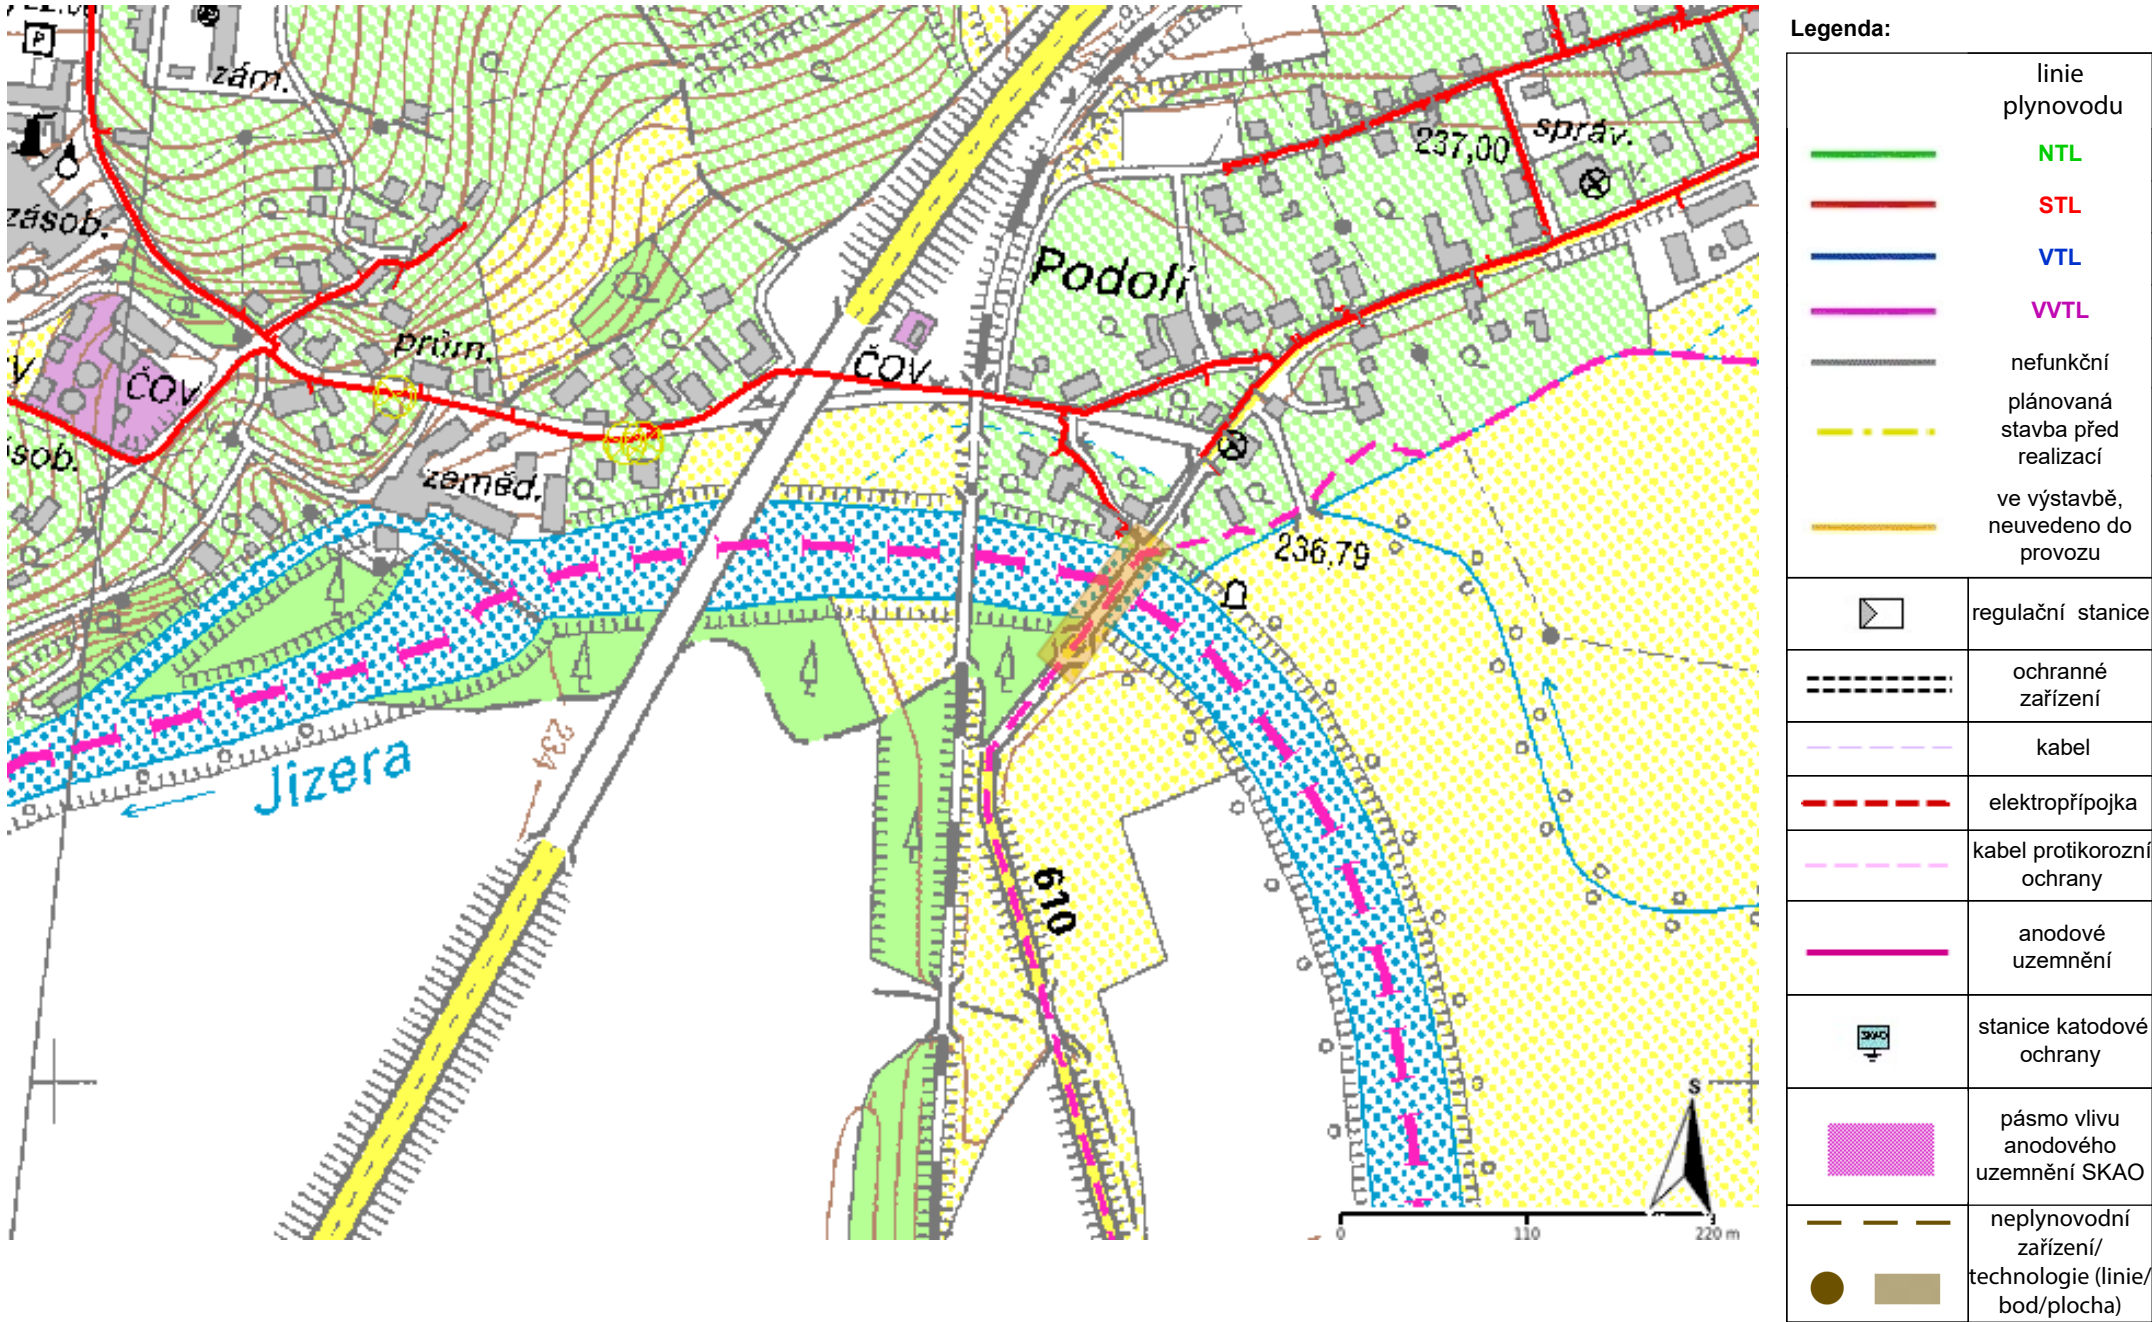 P
zám.
zásob.
ČOV
sob.
prům.
zeměd.
ČOV
Podolí
237,00
správ.
236,79
Jizera
234
610
S
0
110
220 m
Legenda:
linie
plynovodu
NTL
STL
VTL
VVTL
nefunkční
plánovaná
stavba před
realizací
ve výstavbě,
neuvedeno do
provozu
regulační stanice
ochranné
zařízení
kabel
elektropřípojka
kabel protikorozní
ochrany
anodové
uzemnění
SKAO
stanice katodové
ochrany
pásmo vlivu
anodového
uzemnění SKAO
neplynovodní
zařízení/
technologie (linie/
bod/plocha)